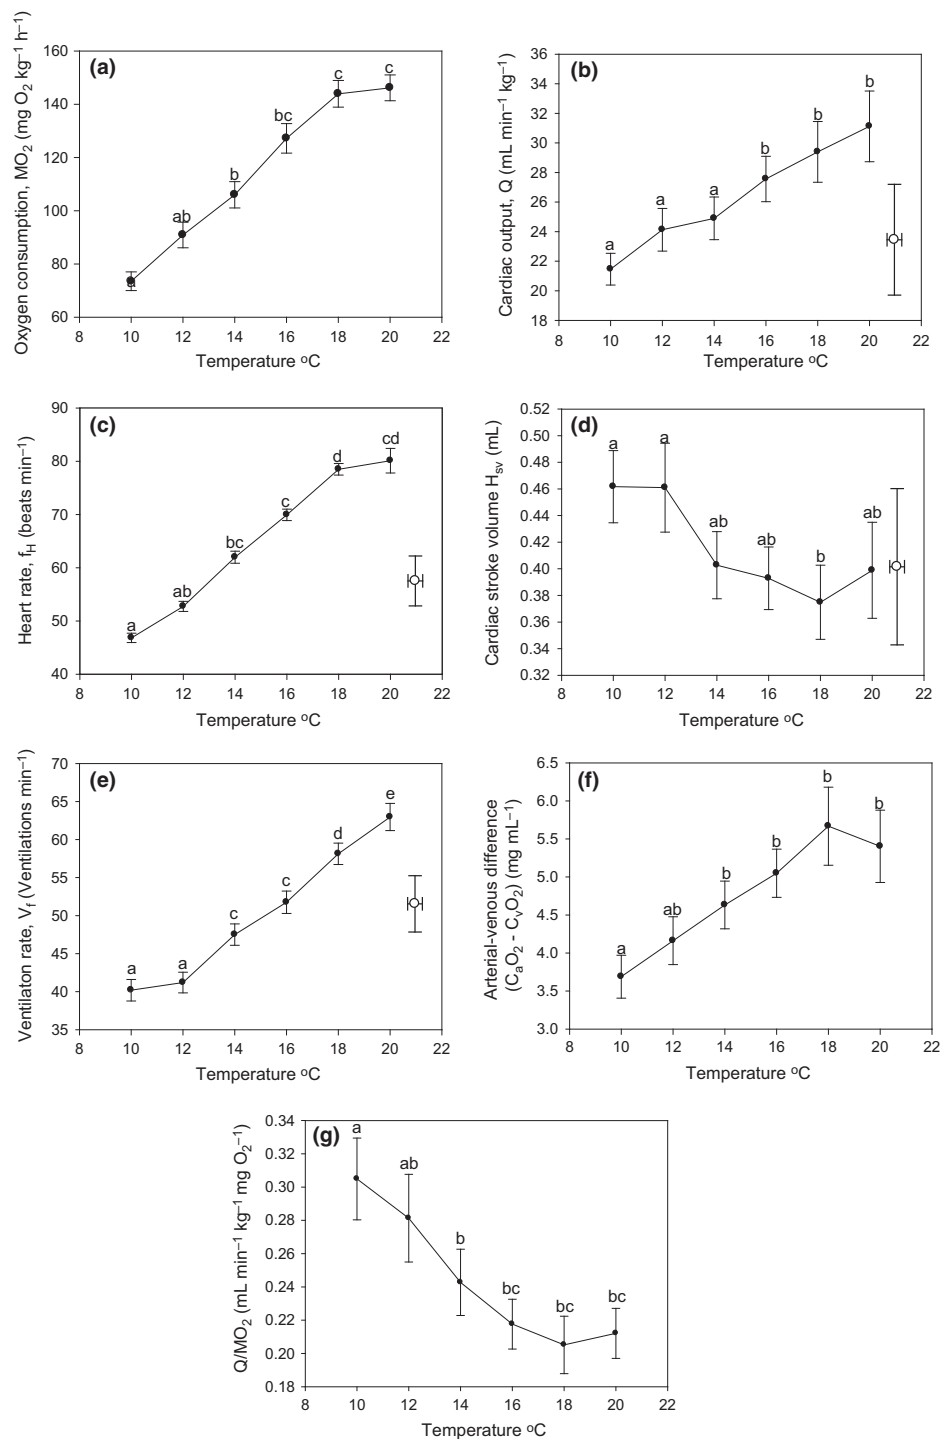 (a)
Oxygen consumption, MO₂ (mg O₂ kg⁻¹ h⁻¹)
160
140
120
100
80
60
a
ab
b
bc
c
c
8 10 12 14 16 18 20 22
Temperature °C
(b)
Cardiac output, Q (mL min⁻¹ kg⁻¹)
36
34
32
30
28
26
24
22
20
18
a
a
a
b
b
b
8 10 12 14 16 18 20 22
Temperature °C
(c)
Heart rate, f_H (beats min⁻¹)
90
80
70
60
50
40
a
ab
bc
c
d
cd
8 10 12 14 16 18 20 22
Temperature °C
(d)
Cardiac stroke volume H_sv (mL)
0.52
0.50
0.48
0.46
0.44
0.42
0.40
0.38
0.36
0.34
0.32
a
a
ab
ab
b
ab
8 10 12 14 16 18 20 22
Temperature °C
(e)
Ventilaton rate, V_f (Ventilations min⁻¹)
70
65
60
55
50
45
40
35
a
a
c
c
d
e
8 10 12 14 16 18 20 22
Temperature °C
(f)
Arterial-venous difference
(CₐO₂ - CᵥO₂) (mg mL⁻¹)
6.5
6.0
5.5
5.0
4.5
4.0
3.5
3.0
a
ab
b
b
b
b
8 10 12 14 16 18 20 22
Temperature °C
(g)
Q/MO₂ (mL min⁻¹ kg⁻¹ mg O₂⁻¹)
0.34
0.32
0.30
0.28
0.26
0.24
0.22
0.20
0.18
a
ab
b
bc
bc
bc
8 10 12 14 16 18 20 22
Temperature °C